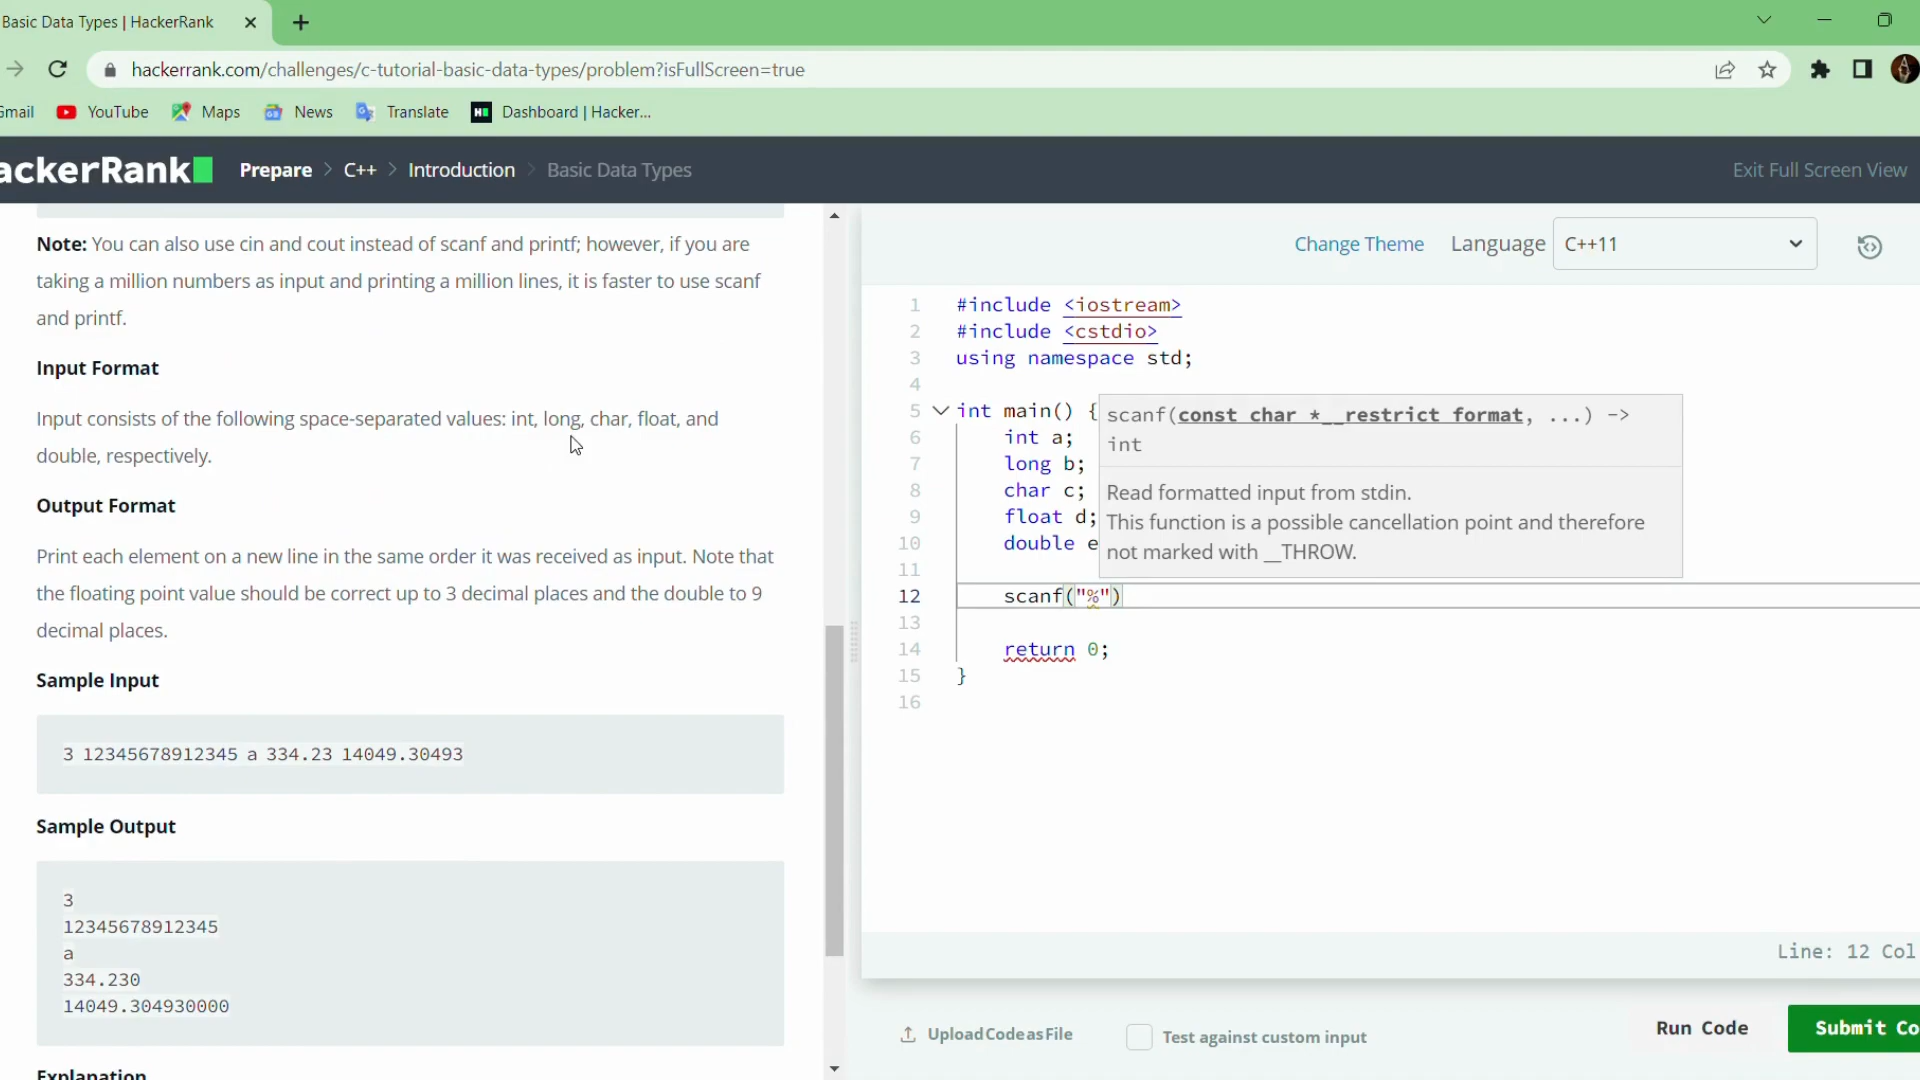 Basic Data Types | HackerRank
hackerrank.com/challenges/c-tutorial-basic-data-types/problem?isFullScreen=true
Gmail YouTube Maps News Translate Dashboard | Hacker...
ackerRank Prepare > C++ > Introduction > Basic Data Types Exit Full Screen View
Note: You can also use cin and cout instead of scanf and printf; however, if you are
taking a million numbers as input and printing a million lines, it is faster to use scanf
and printf.
Input Format
Input consists of the following space-separated values: int, long, char, float, and
double, respectively.
Output Format
Print each element on a new line in the same order it was received as input. Note that
the floating point value should be correct up to 3 decimal places and the double to 9
decimal places.
Sample Input
3 12345678912345 a 334.23 14049.30493
Sample Output
3
12345678912345
a
334.230
14049.304930000
Explanation
Change Theme Language C++11
1 #include <iostream>
2 #include <cstdio>
3 using namespace std;
4
5 int main() {
6 int a;
7 long b;
8 char c;
9 float d;
10 double e
11
12 scanf("%")
13
14 return 0;
15 }
16
scanf(const char *__restrict format, ...) ->
int
Read formatted input from stdin.
This function is a possible cancellation point and therefore
not marked with __THROW.
Line: 12 Col
Upload Code as File Test against custom input Run Code Submit Co